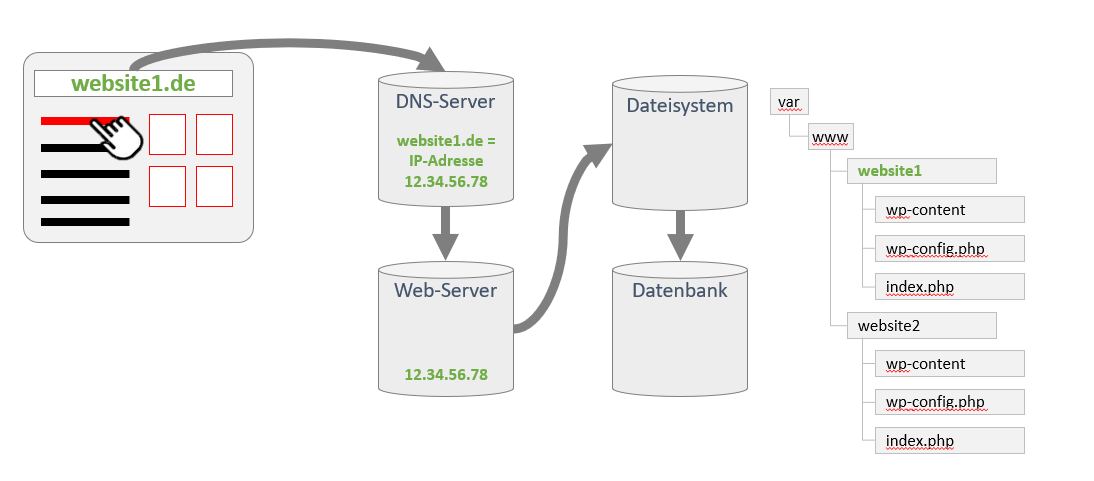 website1.de
DNS-Server
website1.de =
IP-Adresse
12.34.56.78
Web-Server
12.34.56.78
Dateisystem
Datenbank
var
www
website1
wp-content
wp-config.php
index.php
website2
wp-content
wp-config.php
index.php